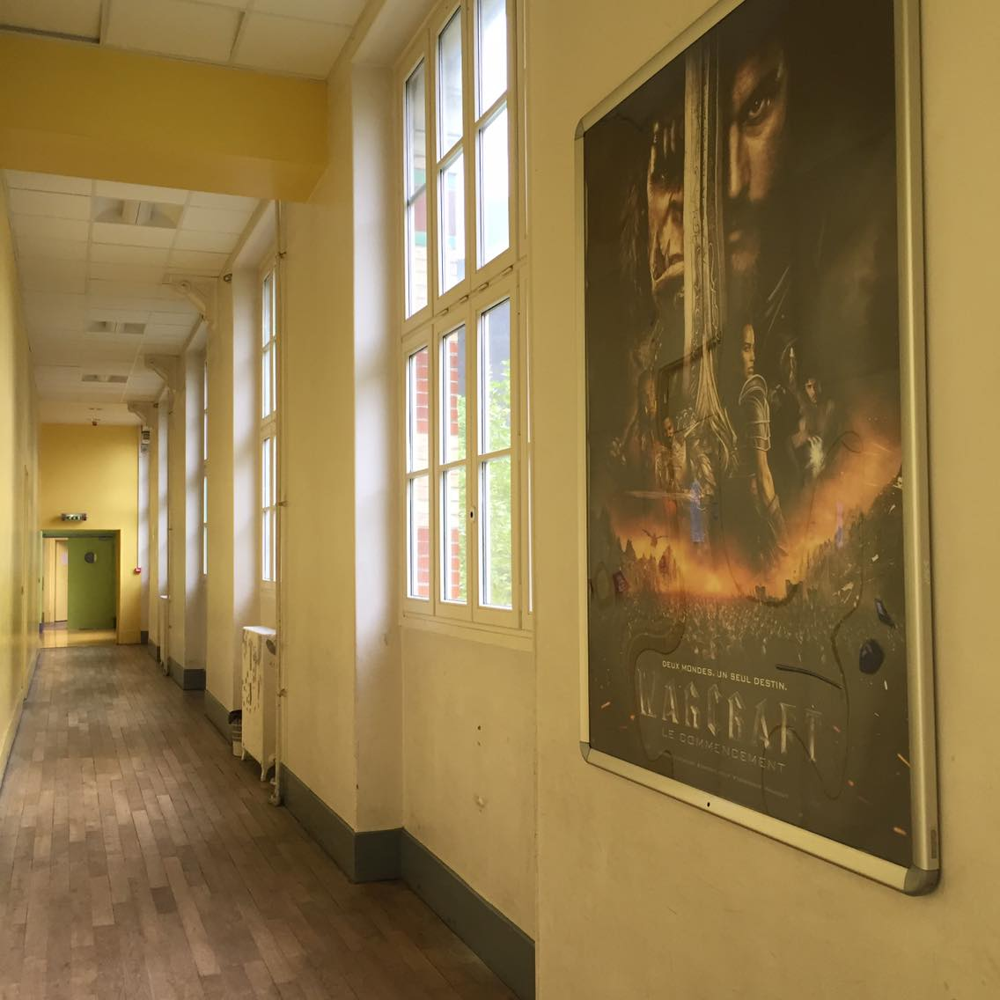 DEUX MONDES. UN SEUL DESTIN.
WARCRAFT
LE COMMENCEMENT